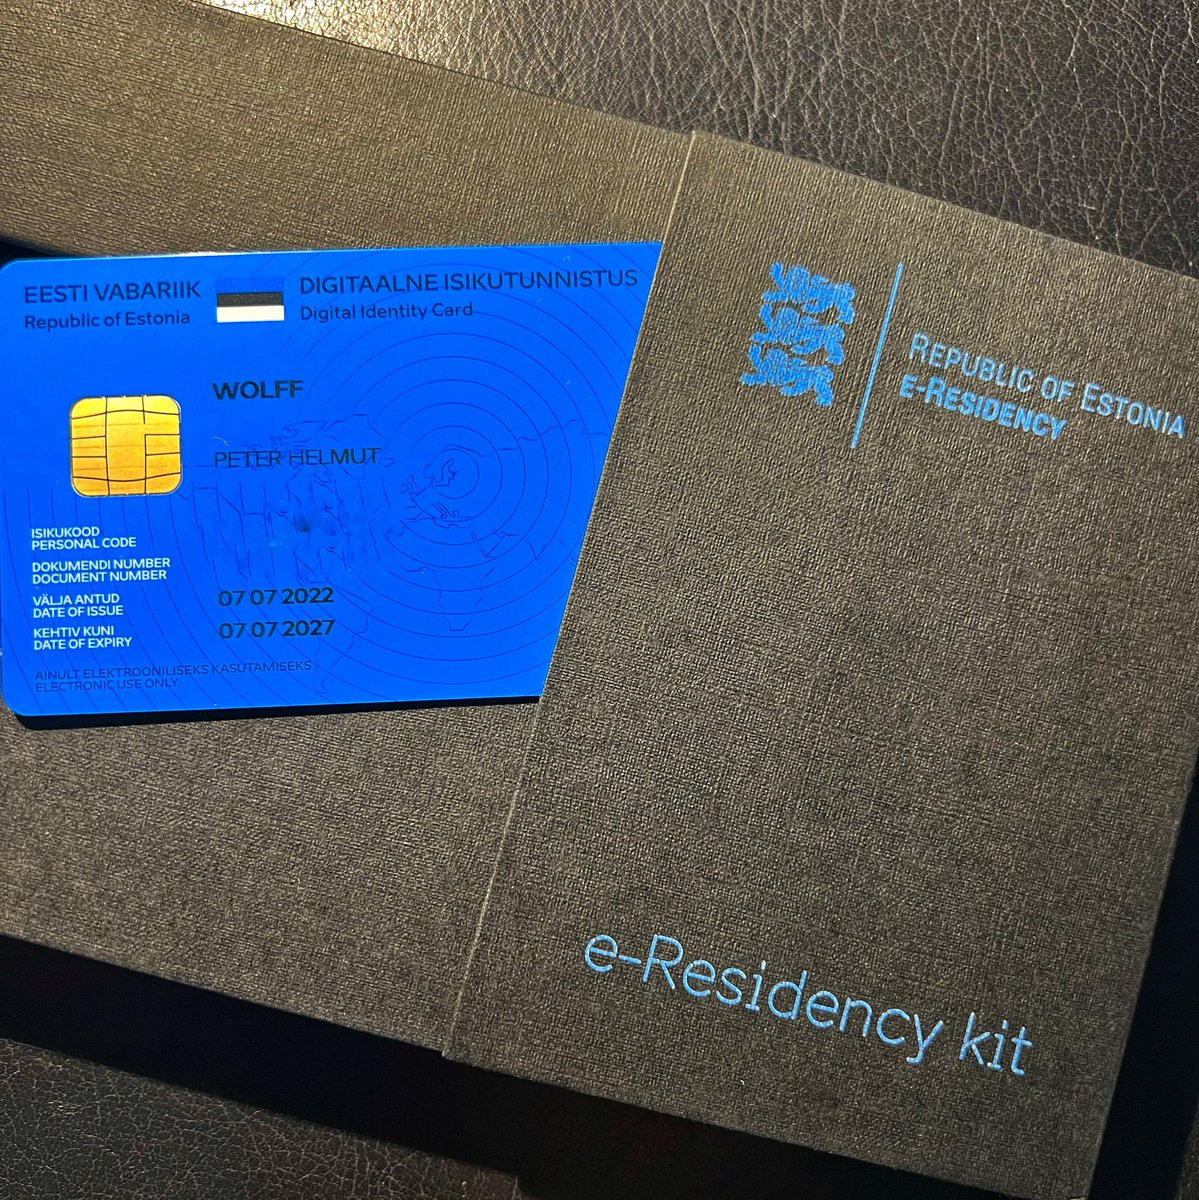 EESTI VABARIIK
Republic of Estonia
DIGITAALNE ISIKUTUNNISTUS
Digital Identity Card
WOLFF
PETER HELMUT
ISIKUKOOD
PERSONAL CODE
DOKUMENDI NUMBER
DOCUMENT NUMBER
VÄLJA ANTUD
DATE OF ISSUE
07 07 2022
KEHTIV KUNI
DATE OF EXPIRY
07 07 2027
AINULT ELEKTROONILISEKS KASUTAMISEKS
ELECTRONIC USE ONLY
REPUBLIC OF ESTONIA
E-RESIDENCY
e-Residency kit